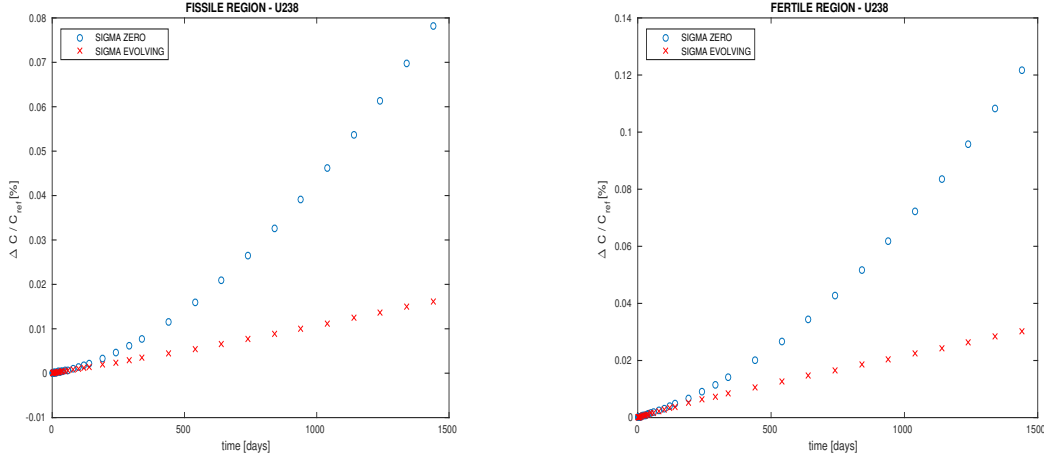 FISSILE REGION - U238
SIGMA ZERO
SIGMA EVOLVING
0.08
0.07
0.06
0.05
0.04
0.03
0.02
0.01
0
-0.01
Δ C / C ref [%]
0
500
1000
1500
time [days]
FERTILE REGION - U238
SIGMA ZERO
SIGMA EVOLVING
0.14
0.12
0.1
0.08
0.06
0.04
0.02
0
Δ C / C ref [%]
0
500
1000
1500
time [days]